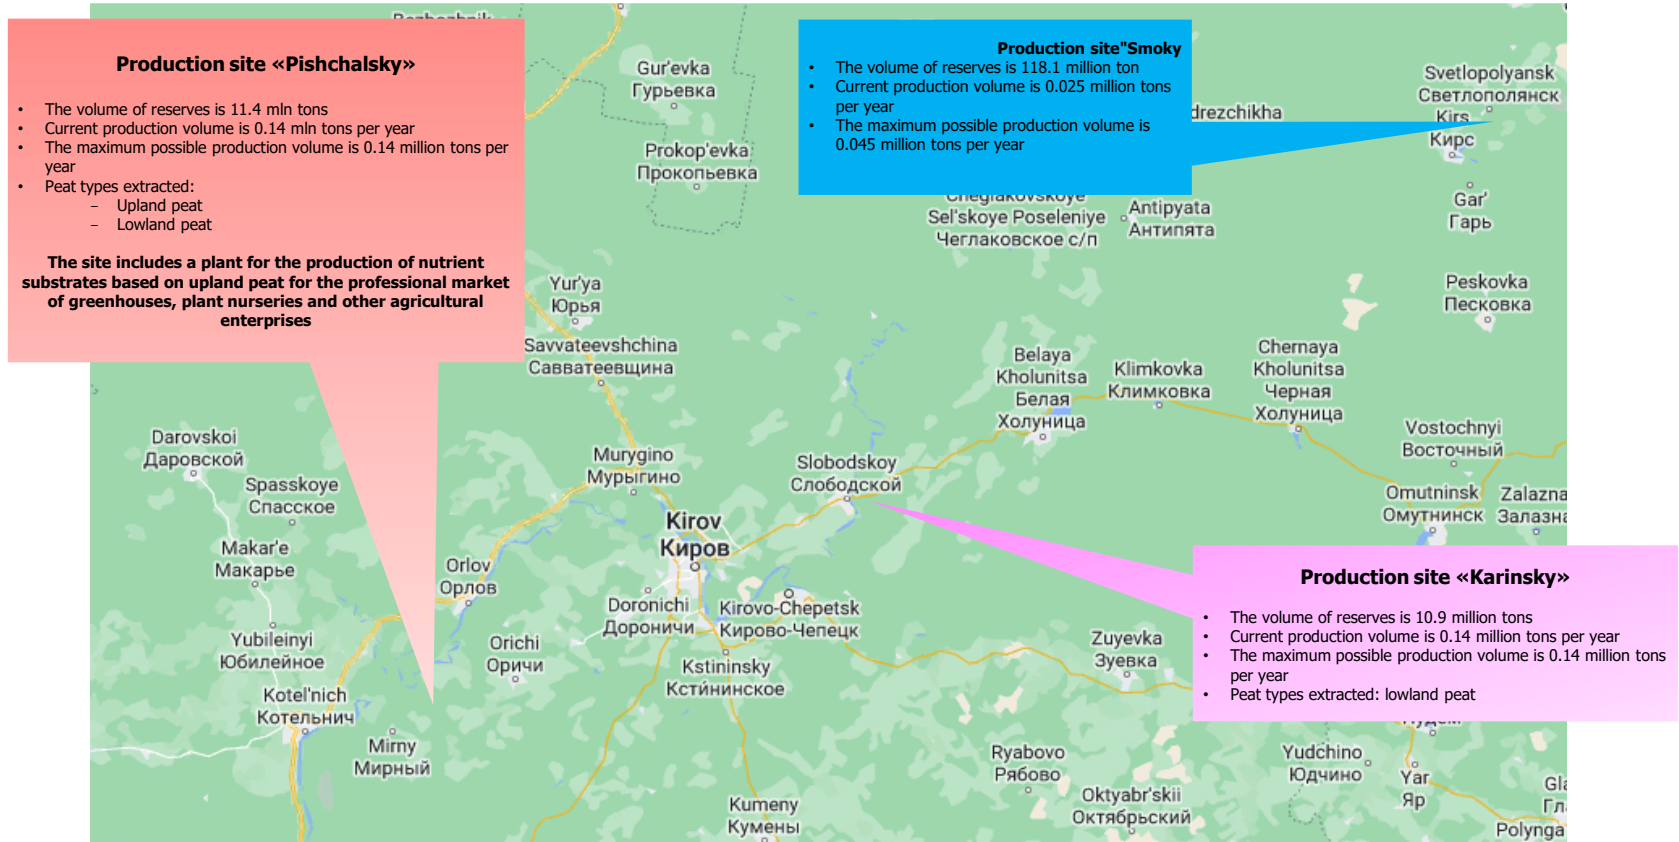 Production site «Pishchalsky»
• The volume of reserves is 11.4 mln tons
• Current production volume is 0.14 mln tons per year
• The maximum possible production volume is 0.14 million tons per
year
• Peat types extracted:
– Upland peat
– Lowland peat
The site includes a plant for the production of nutrient
substrates based on upland peat for the professional market
of greenhouses, plant nurseries and other agricultural
enterprises
Production site"Smoky
• The volume of reserves is 118.1 million ton
• Current production volume is 0.025 million tons
per year
• The maximum possible production volume is
0.045 million tons per year
Production site «Karinsky»
• The volume of reserves is 10.9 million tons
• Current production volume is 0.14 million tons per year
• The maximum possible production volume is 0.14 million tons
per year
• Peat types extracted: lowland peat
Gur'evka
Гурьевка
Prokop'evka
Прокопьевка
drezchikha
Svetlopolyansk
Светлополянск
Kirs
Кирс
Gar'
Гарь
Sel'skoye Poseleniye
Чеглаковское с/п
Antipyata
Антипята
Peskovka
Песковка
Yur'ya
Юрья
Savvateevshchina
Савватеевщина
Belaya
Kholunitsa
Белая
Холуница
Klimkovka
Климковка
Chernaya
Kholunitsa
Черная
Холуница
Vostochnyi
Восточный
Darovskoi
Даровской
Spasskoye
Спасское
Murygino
Мурыгино
Slobodskoy
Слободской
Omutninsk
Омутнинск
Zalazna
Залазна
Kirov
Киров
Makar'e
Макарье
Orlov
Орлов
Doronichi
Дороничи
Kirovo-Chepetsk
Кирово-Чепецк
Yubileinyi
Юбилейное
Orichi
Оричи
Kstininsky
Кстининское
Zuyevka
Зуевка
Kotel'nich
Котельнич
Mirny
Мирный
Ryabovo
Рябово
Yudchino
Юдчино
Yar
Яр
Oktyabr'skii
Октябрьский
Kumeny
Кумены
Gla
Гл
Polynga